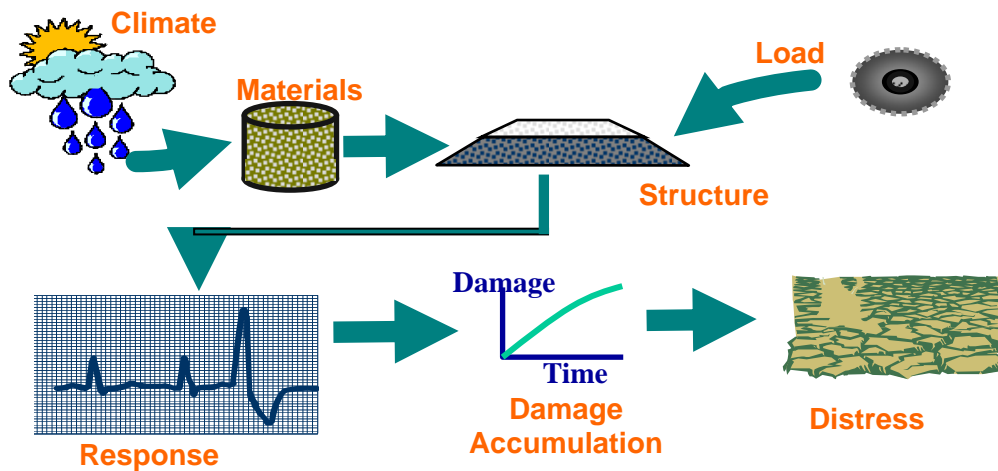 Climate
Load
Materials
Structure
Damage
Time
Response
Damage
Accumulation
Distress